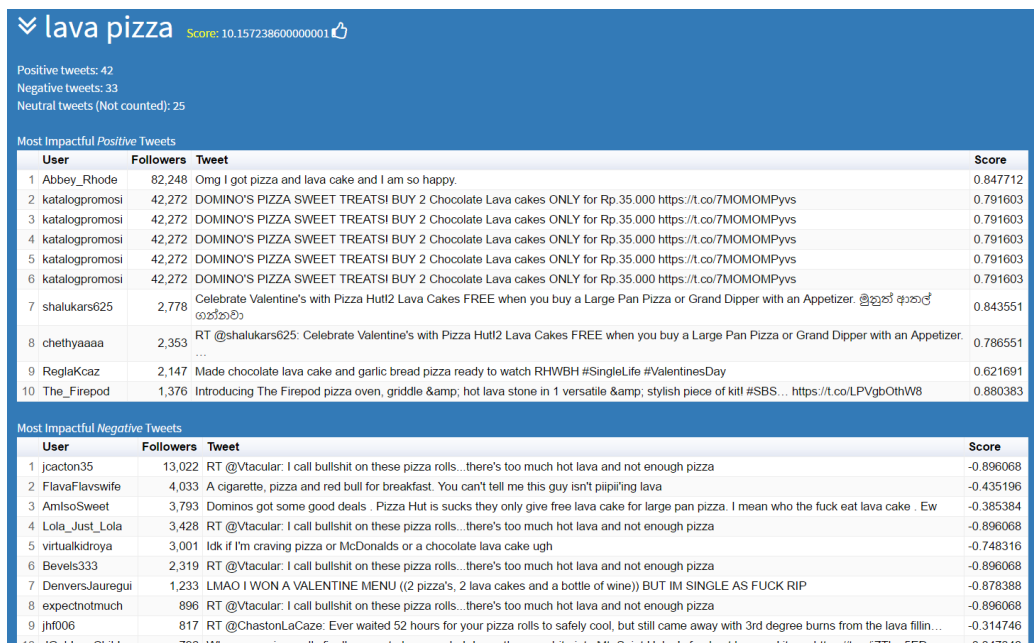 lava pizza Score: 10.157238600000001
Positive tweets: 42
Negative tweets: 33
Neutral tweets (Not counted): 25
Most Impactful Positive Tweets
User Followers Tweet Score
1 Abbey_Rhode 82,248 Omg I got pizza and lava cake and I am so happy. 0.847712
2 katalogpromosi 42,272 DOMINO'S PIZZA SWEET TREATS! BUY 2 Chocolate Lava cakes ONLY for Rp.35.000 https://t.co/7MOMOMPyvs 0.791603
3 katalogpromosi 42,272 DOMINO'S PIZZA SWEET TREATS! BUY 2 Chocolate Lava cakes ONLY for Rp.35.000 https://t.co/7MOMOMPyvs 0.791603
4 katalogpromosi 42,272 DOMINO'S PIZZA SWEET TREATS! BUY 2 Chocolate Lava cakes ONLY for Rp.35.000 https://t.co/7MOMOMPyvs 0.791603
5 katalogpromosi 42,272 DOMINO'S PIZZA SWEET TREATS! BUY 2 Chocolate Lava cakes ONLY for Rp.35.000 https://t.co/7MOMOMPyvs 0.791603
6 katalogpromosi 42,272 DOMINO'S PIZZA SWEET TREATS! BUY 2 Chocolate Lava cakes ONLY for Rp.35.000 https://t.co/7MOMOMPyvs 0.791603
7 shalukars625 2,778 Celebrate Valentine's with Pizza Hut!2 Lava Cakes FREE when you buy a Large Pan Pizza or Grand Dipper with an Appetizer. මුනුත් ආතල් 0.843551
ගන්නවා
8 chethyaaaa 2,353 RT @shalukars625: Celebrate Valentine's with Pizza Hut!2 Lava Cakes FREE when you buy a Large Pan Pizza or Grand Dipper with an Appetizer. 0.786551
…
9 ReglaKcaz 2,147 Made chocolate lava cake and garlic bread pizza ready to watch RHWBH #SingleLife #ValentinesDay 0.621691
10 The_Firepod 1,376 Introducing The Firepod pizza oven, griddle &amp; hot lava stone in 1 versatile &amp; stylish piece of kit! #SBS… https://t.co/LPVgbOthW8 0.880383
Most Impactful Negative Tweets
User Followers Tweet Score
1 jcacton35 13,022 RT @Vtacular: I call bullshit on these pizza rolls...there's too much hot lava and not enough pizza -0.896068
2 FlavaFlavswife 4,033 A cigarette, pizza and red bull for breakfast. You can't tell me this guy isn't piipii'ing lava -0.435196
3 AmIsoSweet 3,793 Dominos got some good deals . Pizza Hut is sucks they only give free lava cake for large pan pizza. I mean who the fuck eat lava cake . Ew -0.385384
4 Lola_Just_Lola 3,428 RT @Vtacular: I call bullshit on these pizza rolls...there's too much hot lava and not enough pizza -0.896068
5 virtualkidroya 3,001 Idk if I'm craving pizza or McDonalds or a chocolate lava cake ugh -0.748316
6 Bevels333 2,319 RT @Vtacular: I call bullshit on these pizza rolls...there's too much hot lava and not enough pizza -0.896068
7 DenversJauregui 1,233 LMAO I WON A VALENTINE MENU ((2 pizza's, 2 lava cakes and a bottle of wine)) BUT IM SINGLE AS FUCK RIP -0.878388
8 expectnotmuch 896 RT @Vtacular: I call bullshit on these pizza rolls...there's too much hot lava and not enough pizza -0.896068
9 jhf006 817 RT @ChastonLaCaze: Ever waited 52 hours for your pizza rolls to safely cool, but still came away with 3rd degree burns from the lava fillin… -0.314746